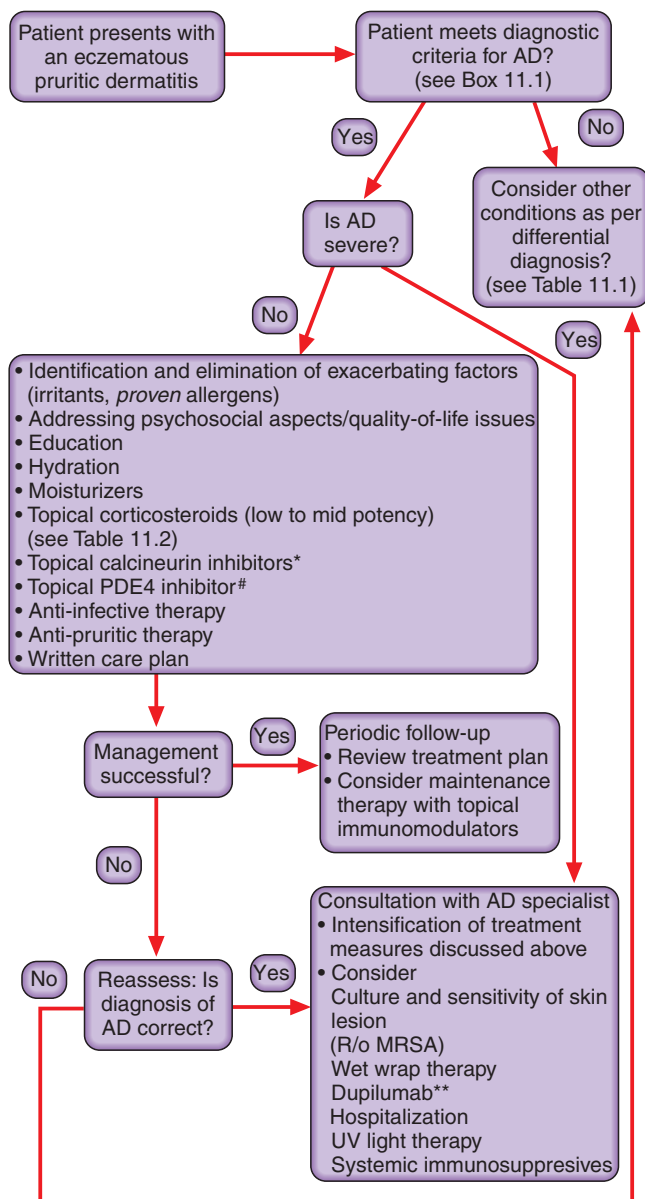 Patient presents with
an eczematous
pruritic dermatitis
Patient meets diagnostic
criteria for AD?
(see Box 11.1)
Yes
No
Is AD
severe?
Consider other
conditions as per
differential
diagnosis?
(see Table 11.1)
No
Yes
• Identification and elimination of exacerbating factors
(irritants, proven allergens)
• Addressing psychosocial aspects/quality-of-life issues
• Education
• Hydration
• Moisturizers
• Topical corticosteroids (low to mid potency)
(see Table 11.2)
• Topical calcineurin inhibitors*
• Topical PDE4 inhibitor#
• Anti-infective therapy
• Anti-pruritic therapy
• Written care plan
Management
successful?
Yes
Periodic follow-up
• Review treatment plan
• Consider maintenance
therapy with topical
immunomodulators
No
Reassess: Is
diagnosis of
AD correct?
No
Yes
Consultation with AD specialist
• Intensification of treatment
measures discussed above
• Consider
Culture and sensitivity of skin
lesion
(R/o MRSA)
Wet wrap therapy
Dupilumab**
Hospitalization
UV light therapy
Systemic immunosuppresives